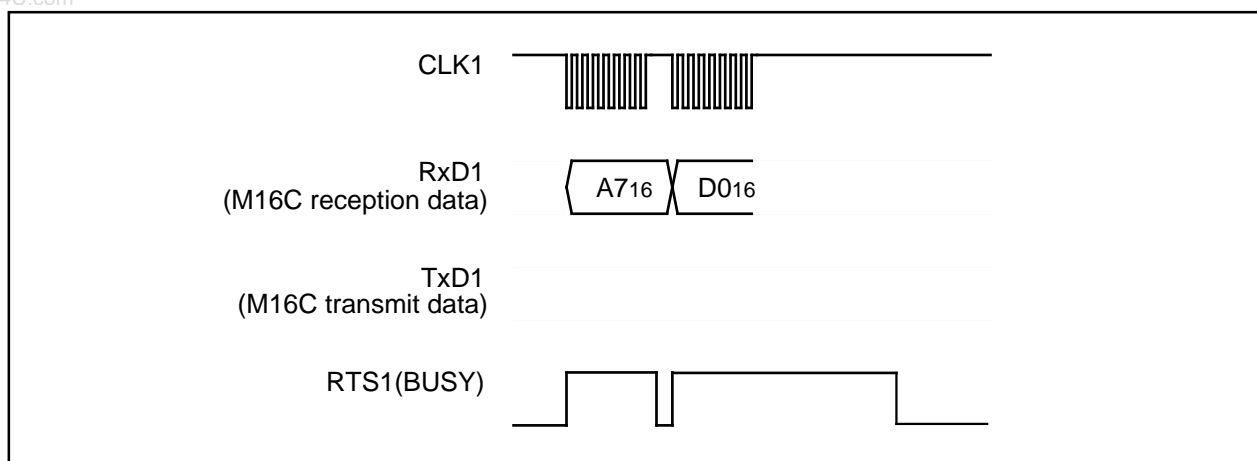 CLK1
RxD1
(M16C reception data)
A716
D016
TxD1
(M16C transmit data)
RTS1(BUSY)